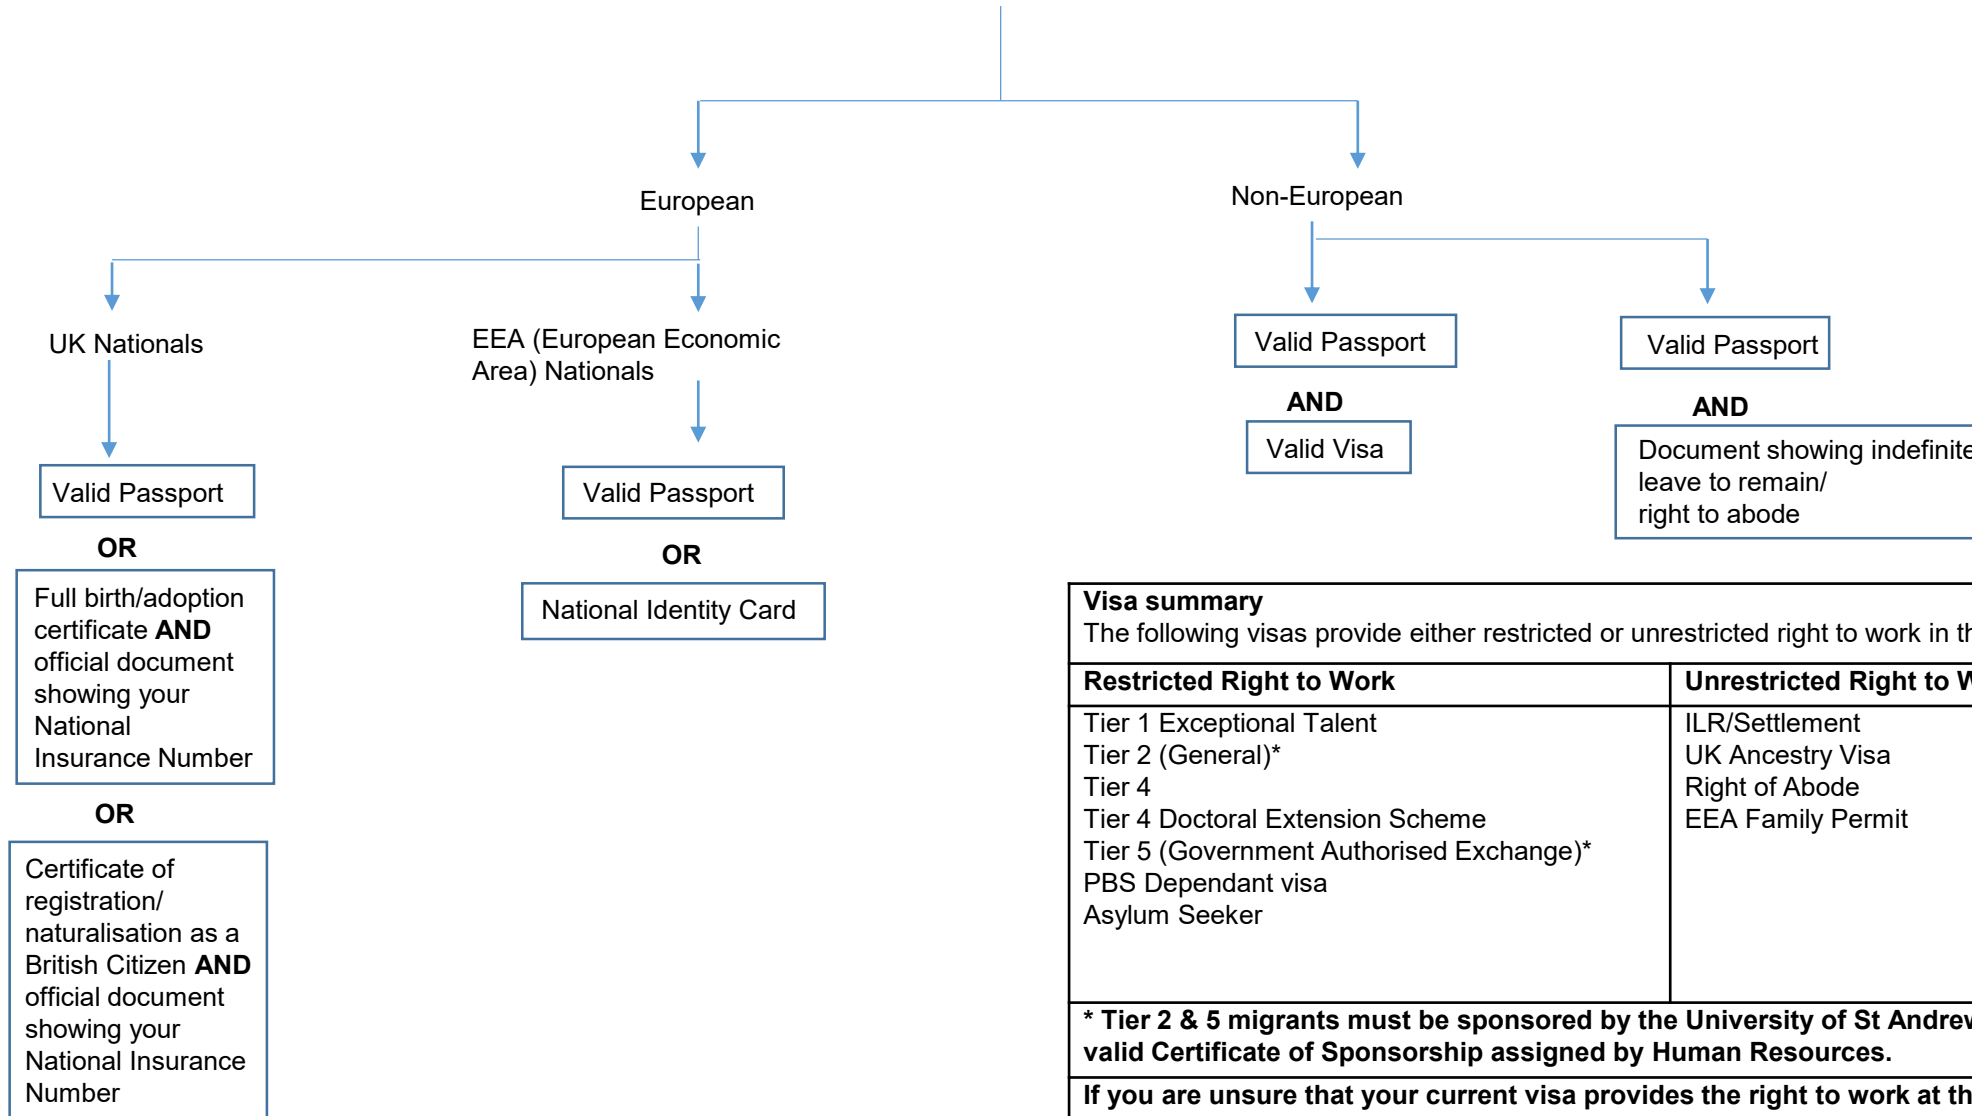 European
Non-European
UK Nationals
EEA (European Economic
Area) Nationals
Valid Passport
OR
Full birth/adoption
certificate AND
official document
showing your
National
Insurance Number
OR
Certificate of
registration/
naturalisation as a
British Citizen AND
official document
showing your
National Insurance
Number
Valid Passport
OR
National Identity Card
Valid Passport
AND
Valid Visa
Valid Passport
AND
Document showing indefinite
leave to remain/
right to abode
Visa summary
The following visas provide either restricted or unrestricted right to work in
Restricted Right to Work
Tier 1 Exceptional Talent
Tier 2 (General)*
Tier 4
Tier 4 Doctoral Extension Scheme
Tier 5 (Government Authorised Exchange)*
PBS Dependant visa
Asylum Seeker
Unrestricted Right to
ILR/Settlement
UK Ancestry Visa
Right of Abode
EEA Family Permit
* Tier 2 & 5 migrants must be sponsored by the University of St
valid Certificate of Sponsorship assigned by Human Resources.
If you are unsure that your current visa provides the right to work at